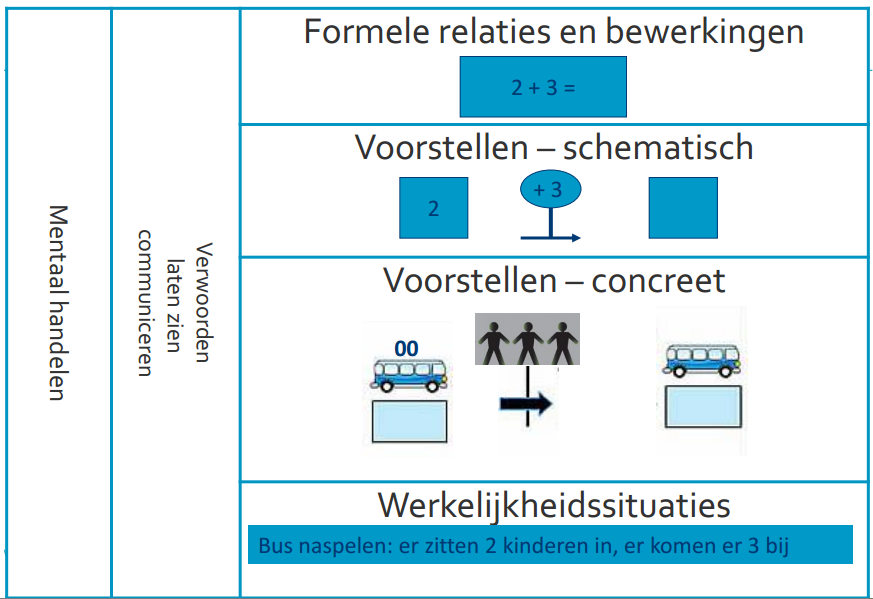 Mentaal handelen
Verwoorden
laten zien
communiceren
Formele relaties en bewerkingen
2 + 3 =
Voorstellen – schematisch
2
+ 3
Voorstellen – concreet
00
Werkelijkheidssituaties
Bus naspelen: er zitten 2 kinderen in, er komen er 3 bij